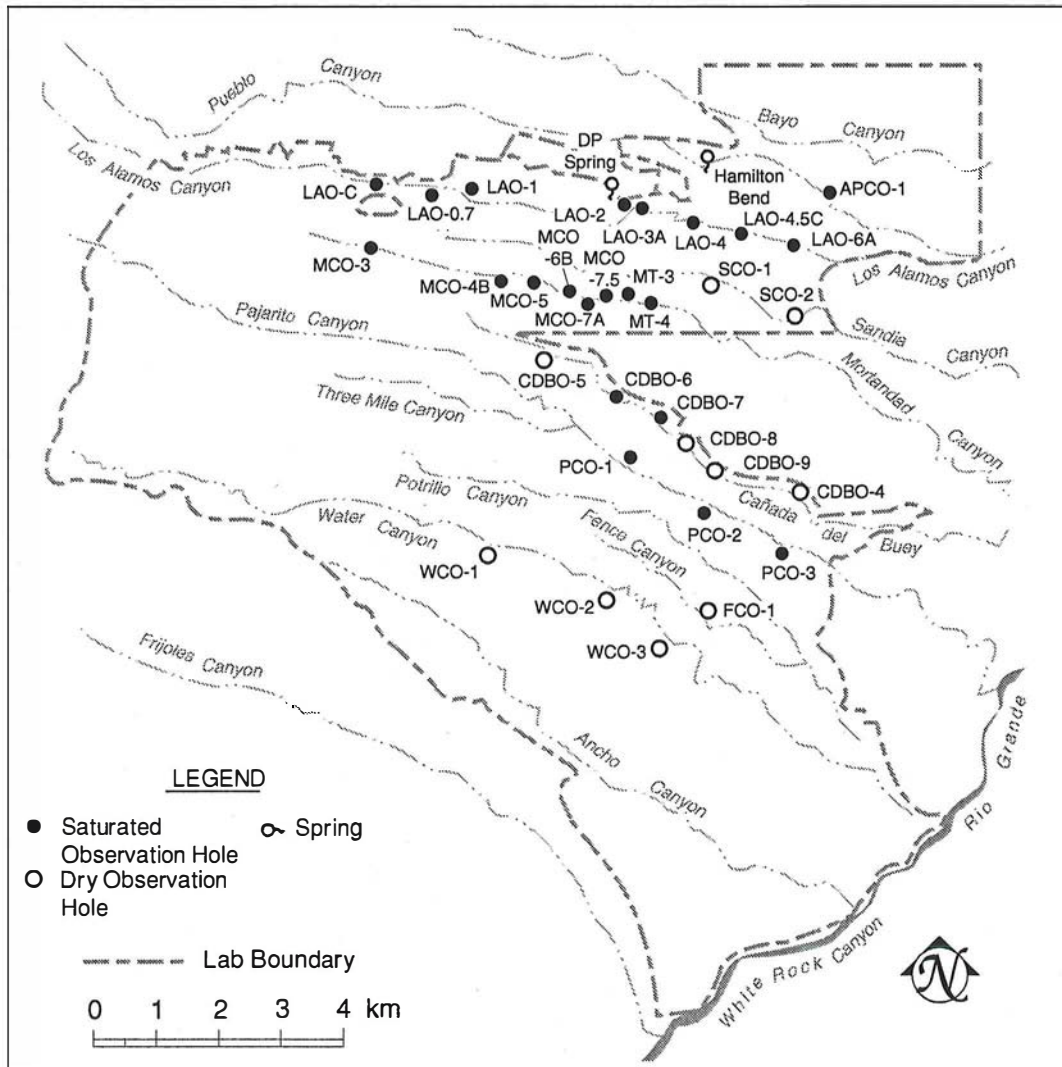 Pueblo Canyon
Bayo Canyon
Los Alamos Canyon
DP
Spring
Hamilton
Bend
APCO-1
LAO-C
LAO-0.7
LAO-1
LAO-2
LAO-3A
LAO-4
LAO-4.5C
LAO-6A
Los Alamos Canyon
MCO
-6B
MCO
-7.5
MT-3
SCO-1
SCO-2
MCO-3
MCO-4B
MCO-5
MCO-7A
MT-4
Sandia
Canyon
Pajarito Canyon
Mortandad
Canyon
CDBO-5
CDBO-6
CDBO-7
Three Mile Canyon
CDBO-8
CDBO-9
CDBO-4
PCO-1
Cañada
del
Buey
Potrillo Canyon
Water
Canyon
Fence Canyon
PCO-2
PCO-3
WCO-1
WCO-2
FCO-1
WCO-3
Frijoles Canyon
Ancho
Canyon
Rio Grande
White Rock Canyon
LEGEND
Saturated
Observation Hole
Spring
Dry Observation
Hole
Lab Boundary
0 1 2 3 4 km
N